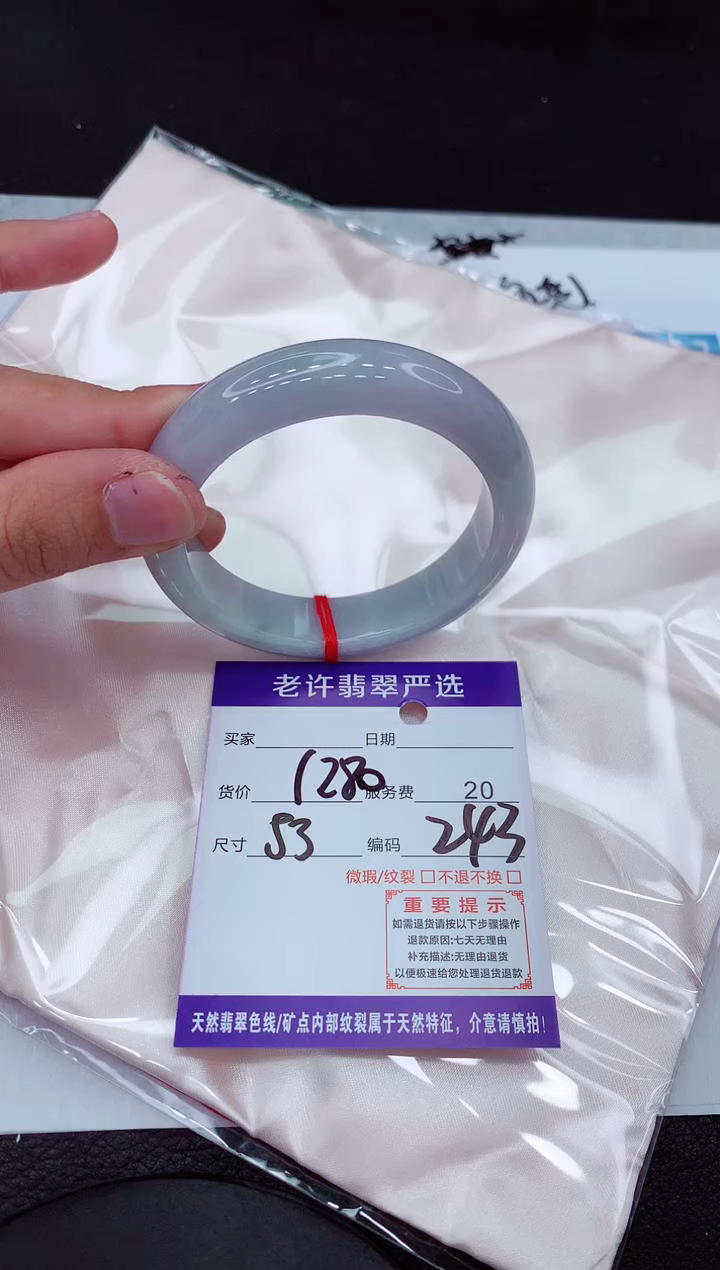 老许翡翠严选
买家 日期
货价 1280 服务费 20
尺寸 53 编码 243
微瑕/纹裂 □ 不退不换 □
重要提示
如需退货请按以下步骤操作
退款原因:七天无理由
补充描述:无理由退货
以便极速给您处理退货退款
天然翡翠色线/矿点内部纹裂属于天然特征，介意请慎拍！